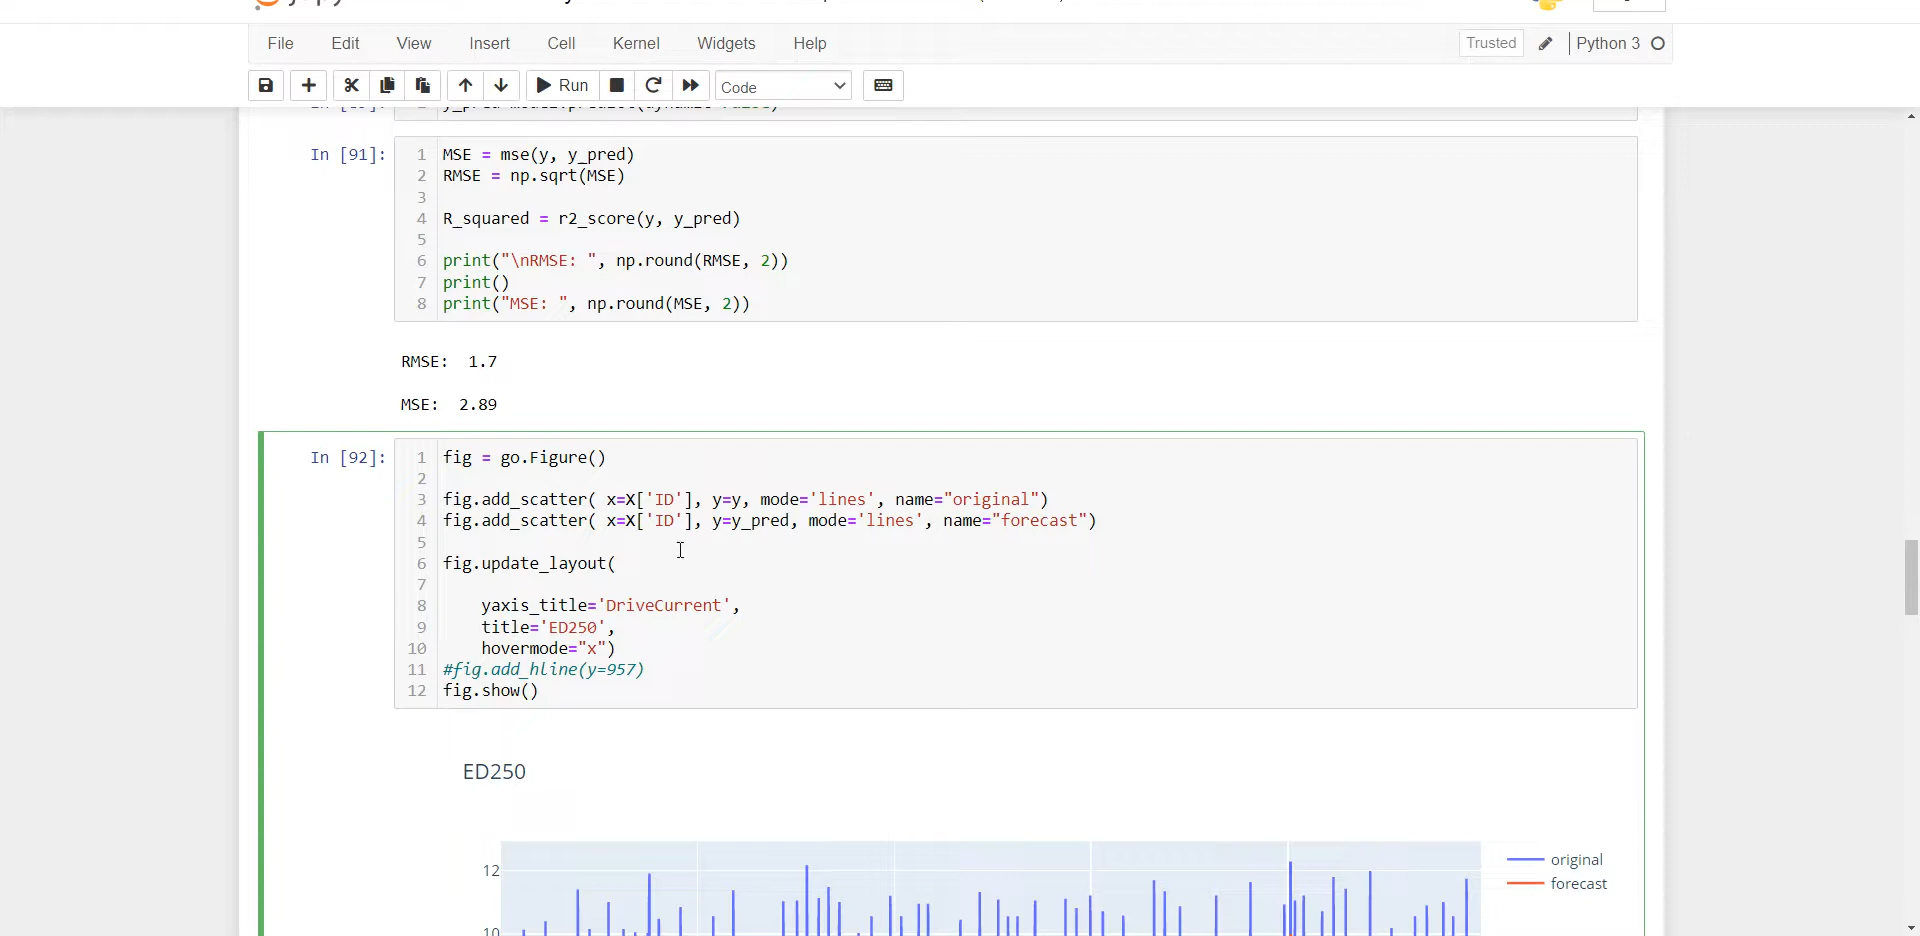 File Edit View Insert Cell Kernel Widgets Help Trusted Python 3
Run Code
In [91]:
1 MSE = mse(y, y_pred)
2 RMSE = np.sqrt(MSE)
3
4 R_squared = r2_score(y, y_pred)
5
6 print("\nRMSE: ", np.round(RMSE, 2))
7 print()
8 print("MSE: ", np.round(MSE, 2))
RMSE: 1.7
MSE: 2.89
In [92]:
1 fig = go.Figure()
2
3 fig.add_scatter( x=X['ID'], y=y, mode='lines', name="original")
4 fig.add_scatter( x=X['ID'], y=y_pred, mode='lines', name="forecast")
5
6 fig.update_layout(
7
8 yaxis_title='DriveCurrent',
9 title='ED250',
10 hovermode="x")
11 #fig.add_hline(y=957)
12 fig.show()
ED250
12
original
forecast
10